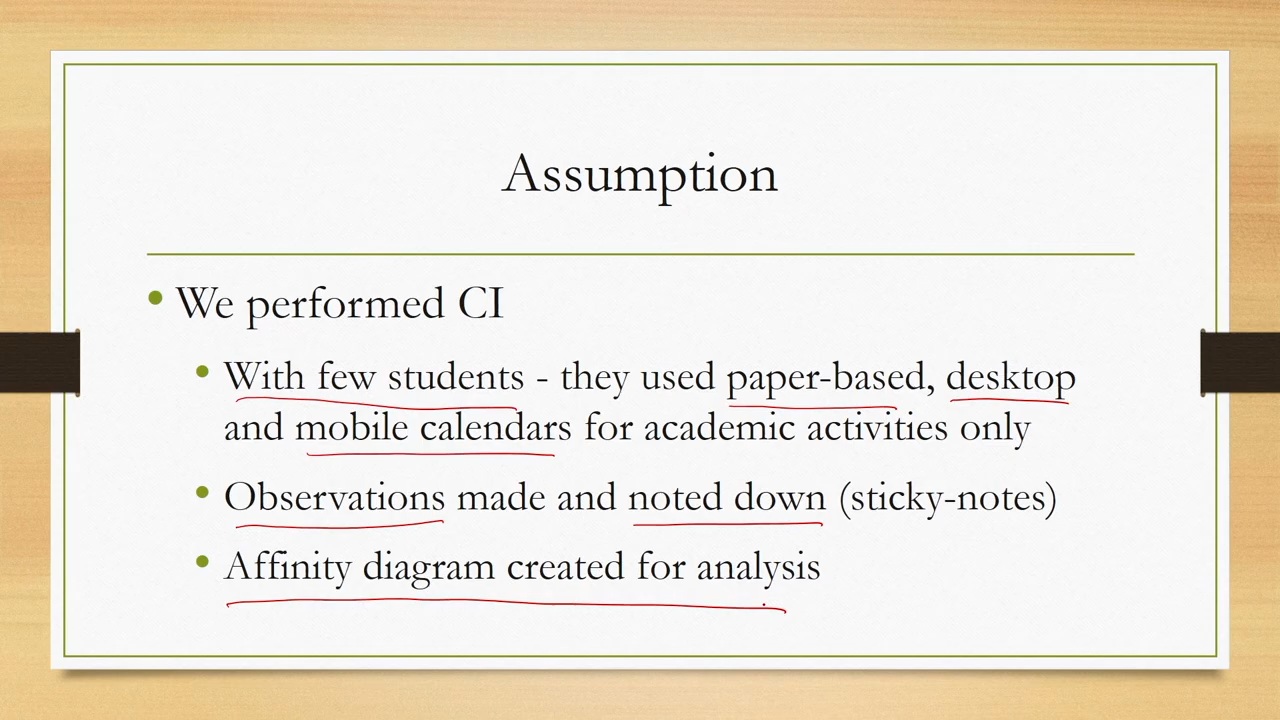 Assumption
• We performed CI
• With few students - they used paper-based, desktop
and mobile calendars for academic activities only
• Observations made and noted down (sticky-notes)
• Affinity diagram created for analysis